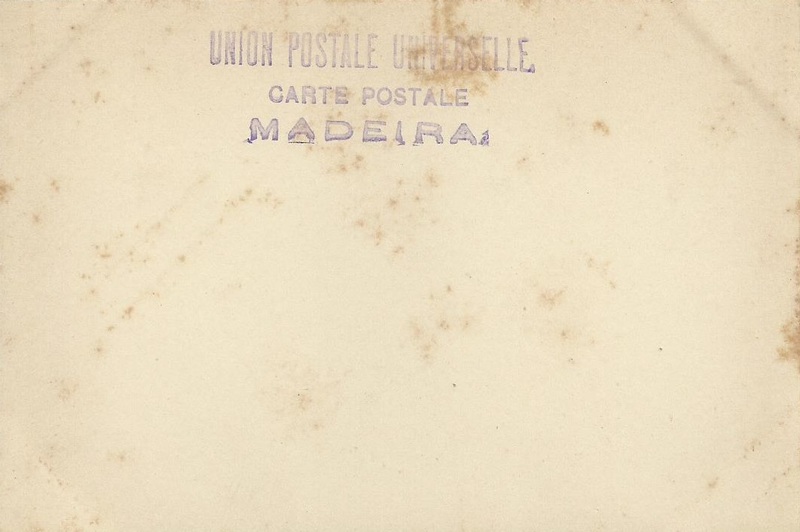 UNION POSTALE UNIVERSELLE.
CARTE POSTALE
MADEIRA.